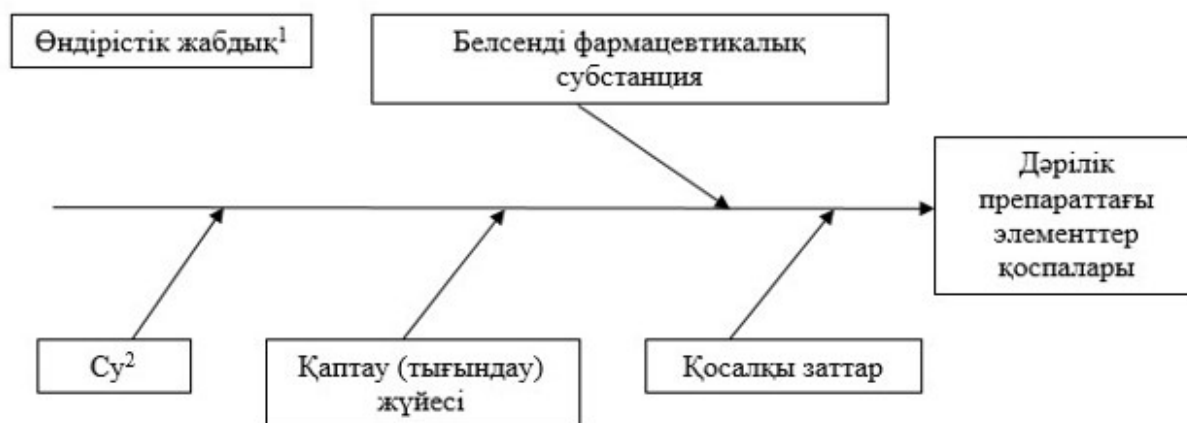 Өндірістік жабдық¹
Белсенді фармацевтикалық
субстанция
Дәрілік
препараттағы
элементтер
қоспалары
Су²
Қаптау (тығындау)
жүйесі
Қосалқы заттар